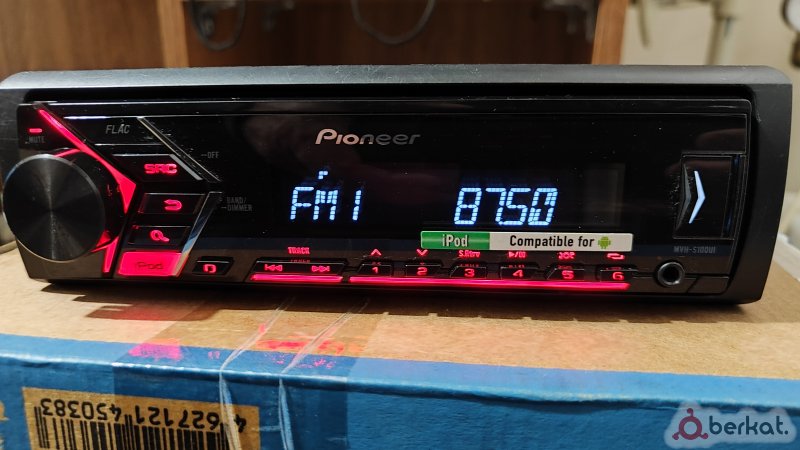 MUTE
FLAC
Pioneer
OFF
SRC
BAND/
DIMMER
FM1 8750
iPod Compatible for
MVH-S100UI
iPod
D
TRACK
S.Rtrv
1 2 3 4 5 6
4 627121 450383
berkat.